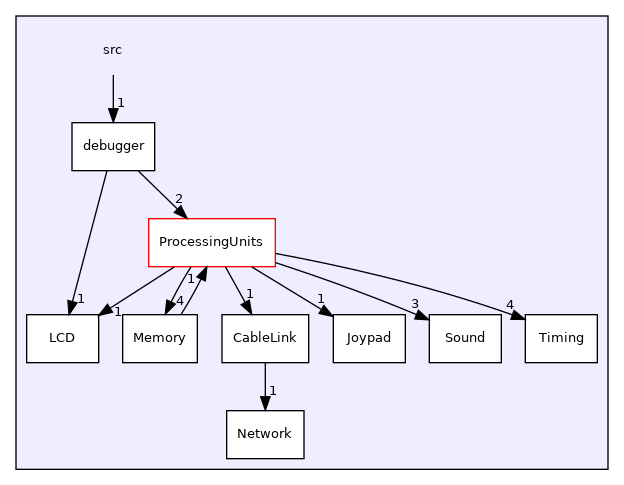 src
1
debugger
2
ProcessingUnits
1
1
1
4
1
1
3
4
LCD
Memory
CableLink
Joypad
Sound
Timing
1
Network